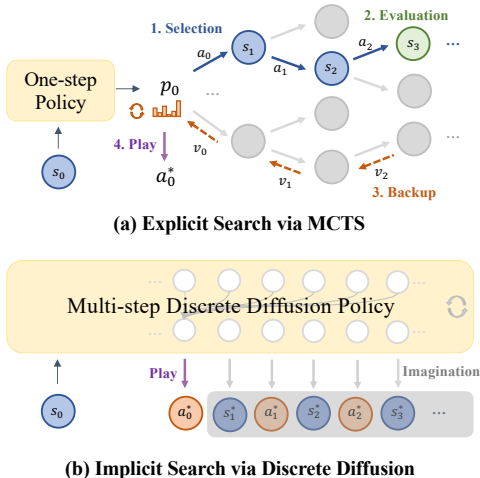 1. Selection
2. Evaluation
a₀
s₁
a₁
s₂
a₂
s₃
...
One-step
Policy
p₀
...
...
4. Play
v₀
v₁
v₂
s₀
a₀*
3. Backup
(a) Explicit Search via MCTS
... ...
Multi-step Discrete Diffusion Policy
... ...
Play
Imagination
s₀
a₀* s₁* a₁* s₂* a₂* s₃* ...
(b) Implicit Search via Discrete Diffusion